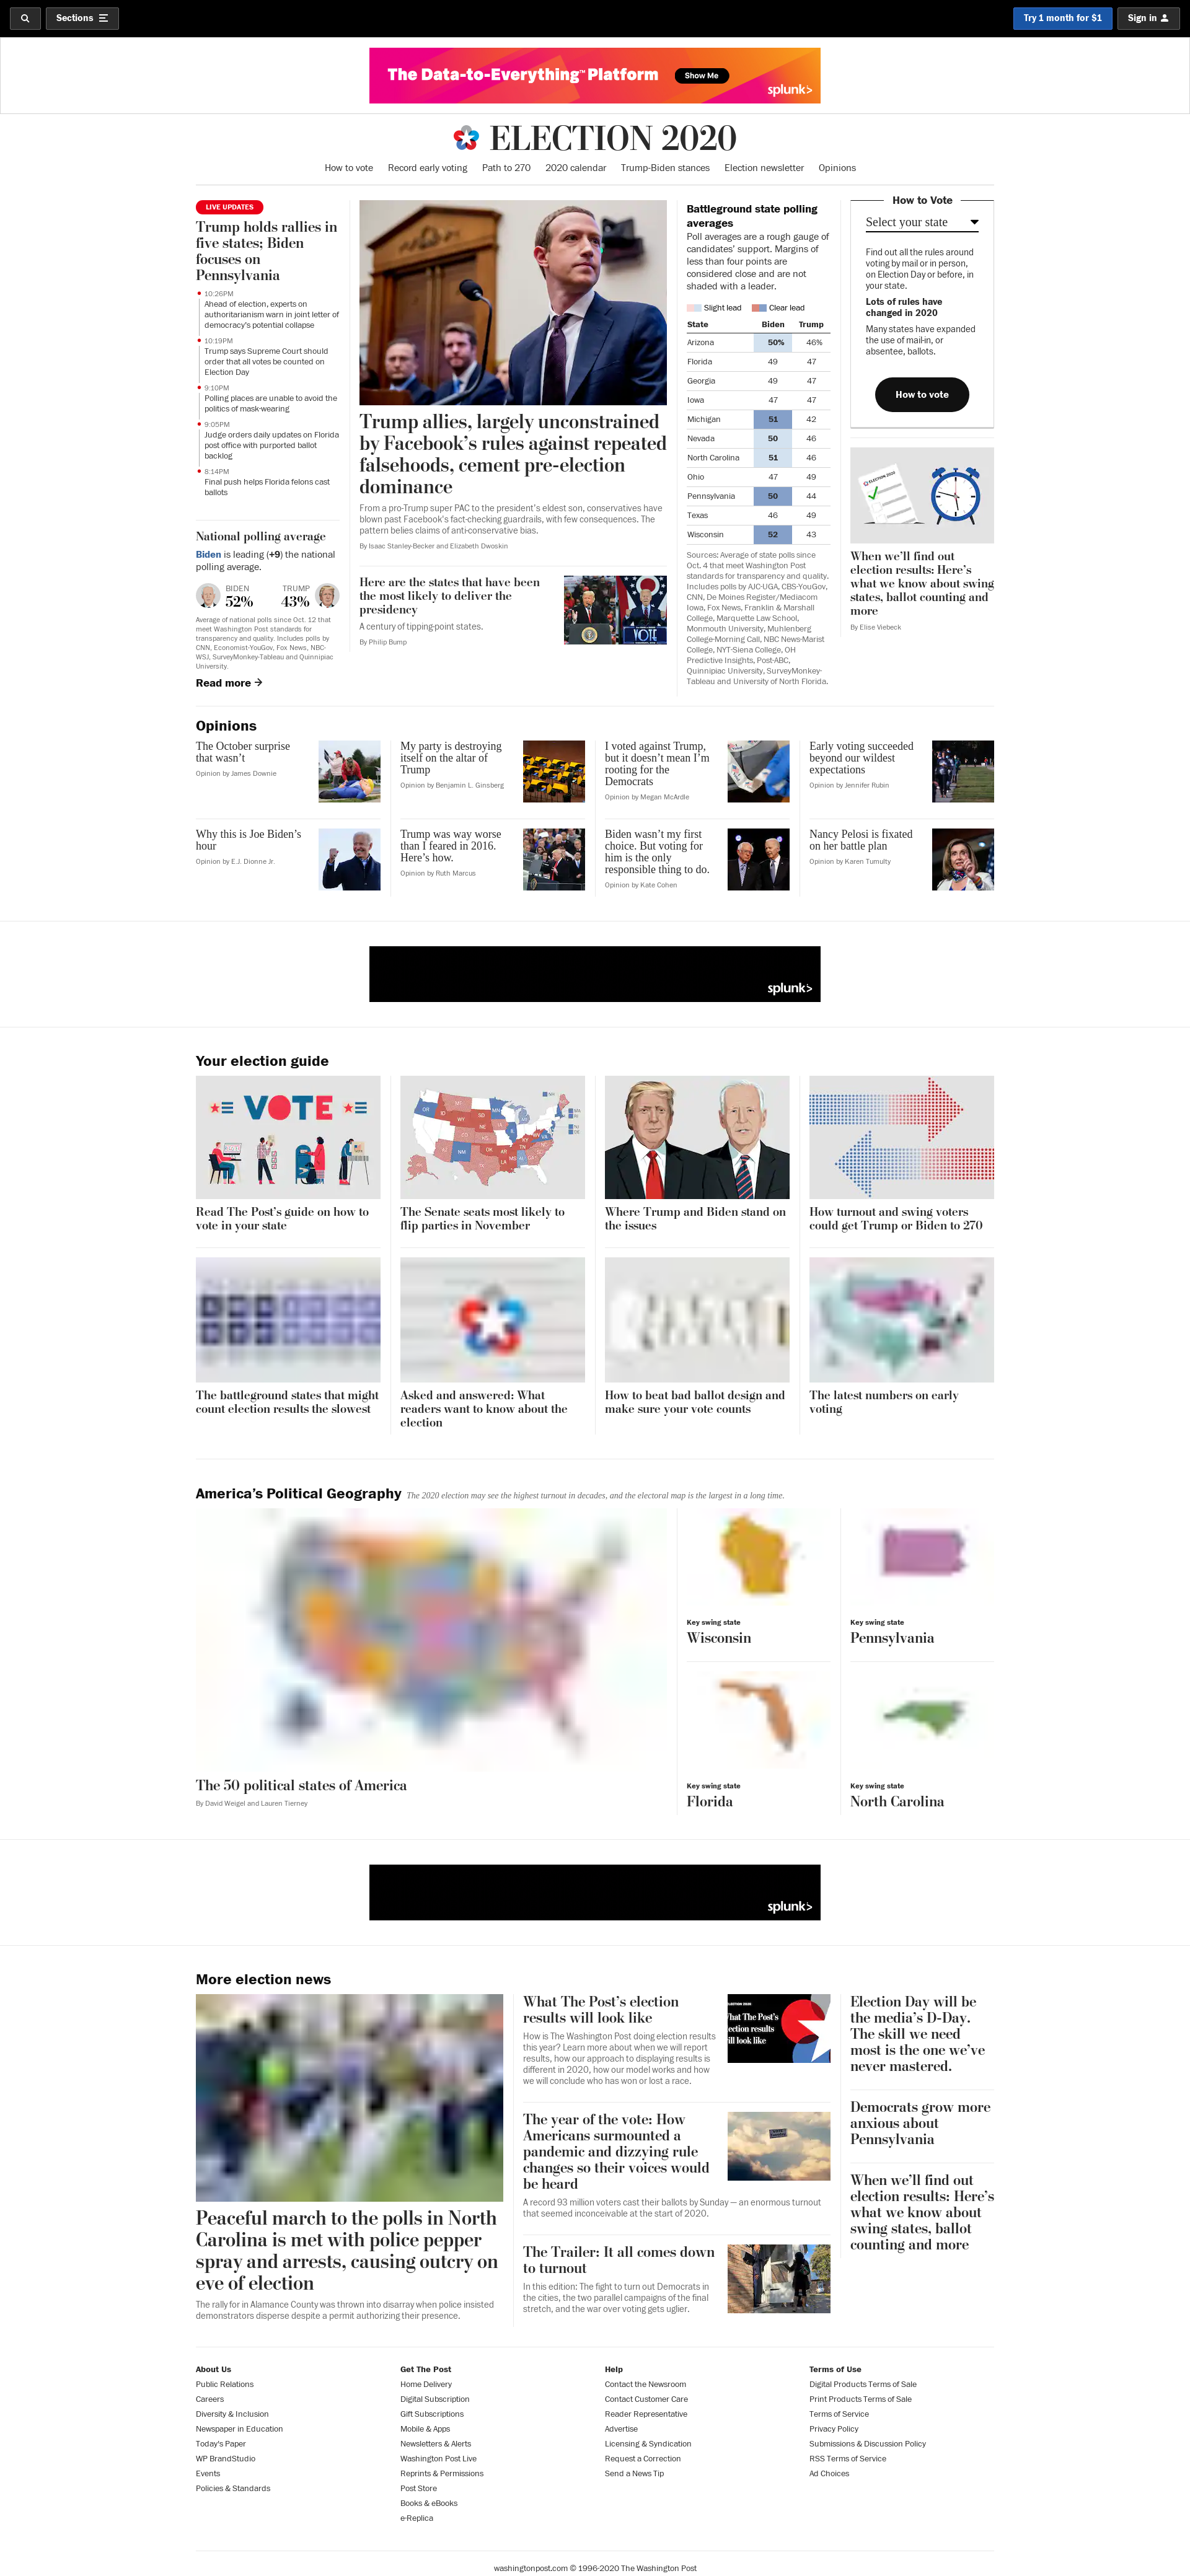 Sections
Try 1 month for $1
Sign in
The Data-to-Everything™ Platform
Show Me
splunk>
ELECTION 2020
How to vote
Record early voting
Path to 270
2020 calendar
Trump-Biden stances
Election newsletter
Opinions
LIVE UPDATES
Trump holds rallies in
five states; Biden
focuses on
Pennsylvania
10:26PM
Ahead of election, experts on
authoritarianism warn in joint letter of
democracy's potential collapse
10:19PM
Trump says Supreme Court should
order that all votes be counted on
Election Day
9:10PM
Polling places are unable to avoid the
politics of mask-wearing
9:05PM
Judge orders daily updates on Florida
post office with purported ballot
backlog
8:14PM
Final push helps Florida felons cast
ballots
National polling average
Biden is leading (+9) the national
polling average.
BIDEN
52%
TRUMP
43%
Average of national polls since Oct. 12 that
meet Washington Post standards for
transparency and quality. Includes polls by
CNN, Economist-YouGov, Fox News, NBC-
WSJ, SurveyMonkey-Tableau and Quinnipiac
University.
Read more
Trump allies, largely unconstrained
by Facebook's rules against repeated
falsehoods, cement pre-election
dominance
From a pro-Trump super PAC to the president's eldest son, conservatives have
blown past Facebook's fact-checking guardrails, with few consequences. The
pattern belies claims of anti-conservative bias.
By Isaac Stanley-Becker and Elizabeth Dwoskin
Here are the states that have been
the most likely to deliver the
presidency
A century of tipping-point states.
By Philip Bump
VOTE
Battleground state polling
averages
Poll averages are a rough gauge of
candidates' support. Margins of
less than four points are
considered close and are not
shaded with a leader.
Slight lead Clear lead
State Biden Trump
Arizona 50% 46%
Florida 49 47
Georgia 49 47
Iowa 47 47
Michigan 51 42
Nevada 50 46
North Carolina 51 46
Ohio 47 49
Pennsylvania 50 44
Texas 46 49
Wisconsin 52 43
Sources: Average of state polls since
Oct. 4 that meet Washington Post
standards for transparency and quality.
Includes polls by AJC-UGA, CBS-YouGov,
CNN, De Moines Register/Mediacom
Iowa, Fox News, Franklin & Marshall
College, Marquette Law School,
Monmouth University, Muhlenberg
College-Morning Call, NBC News-Marist
College, NYT-Siena College, OH
Predictive Insights, Post-ABC,
Quinnipiac University, SurveyMonkey-
Tableau and University of North Florida.
How to Vote
Select your state
Find out all the rules around
voting by mail or in person,
on Election Day or before, in
your state.
Lots of rules have
changed in 2020
Many states have expanded
the use of mail-in, or
absentee, ballots.
How to vote
ELECTION 2020
When we'll find out
election results: Here's
what we know about swing
states, ballot counting and
more
By Elise Viebeck
Opinions
The October surprise
that wasn't
Opinion by James Downie
My party is destroying
itself on the altar of
Trump
Opinion by Benjamin L. Ginsberg
I voted against Trump,
but it doesn't mean I'm
rooting for the
Democrats
Opinion by Megan McArdle
Early voting succeeded
beyond our wildest
expectations
Opinion by Jennifer Rubin
Why this is Joe Biden's
hour
Opinion by E.J. Dionne Jr.
Trump was way worse
than I feared in 2016.
Here's how.
Opinion by Ruth Marcus
Biden wasn't my first
choice. But voting for
him is the only
responsible thing to do.
Opinion by Kate Cohen
Nancy Pelosi is fixated
on her battle plan
Opinion by Karen Tumulty
splunk>
Your election guide
VOTE
Read The Post's guide on how to
vote in your state
The Senate seats most likely to
flip parties in November
Where Trump and Biden stand on
the issues
How turnout and swing voters
could get Trump or Biden to 270
The battleground states that might
count election results the slowest
Asked and answered: What
readers want to know about the
election
How to beat bad ballot design and
make sure your vote counts
The latest numbers on early
voting
America's Political Geography The 2020 election may see the highest turnout in decades, and the electoral map is the largest in a long time.
The 50 political states of America
By David Weigel and Lauren Tierney
Key swing state
Wisconsin
Key swing state
Pennsylvania
Key swing state
Florida
Key swing state
North Carolina
splunk>
More election news
Peaceful march to the polls in North
Carolina is met with police pepper
spray and arrests, causing outcry on
eve of election
The rally for in Alamance County was thrown into disarray when police insisted
demonstrators disperse despite a permit authorizing their presence.
What The Post's election
results will look like
How is The Washington Post doing election results
this year? Learn more about when we will report
results, how our approach to displaying results is
different in 2020, how our model works and how
we will conclude who has won or lost a race.
The year of the vote: How
Americans surmounted a
pandemic and dizzying rule
changes so their voices would
be heard
A record 93 million voters cast their ballots by Sunday — an enormous turnout
that seemed inconceivable at the start of 2020.
The Trailer: It all comes down
to turnout
In this edition: The fight to turn out Democrats in
the cities, the two parallel campaigns of the final
stretch, and the war over voting gets uglier.
Election Day will be
the media's D-Day.
The skill we need
most is the one we've
never mastered.
Democrats grow more
anxious about
Pennsylvania
When we'll find out
election results: Here's
what we know about
swing states, ballot
counting and more
About Us
Public Relations
Careers
Diversity & Inclusion
Newspaper in Education
Today's Paper
WP BrandStudio
Events
Policies & Standards
Get The Post
Home Delivery
Digital Subscription
Gift Subscriptions
Mobile & Apps
Newsletters & Alerts
Washington Post Live
Reprints & Permissions
Post Store
Books & eBooks
e-Replica
Help
Contact the Newsroom
Contact Customer Care
Reader Representative
Advertise
Licensing & Syndication
Request a Correction
Send a News Tip
Terms of Use
Digital Products Terms of Sale
Print Products Terms of Sale
Terms of Service
Privacy Policy
Submissions & Discussion Policy
RSS Terms of Service
Ad Choices
washingtonpost.com © 1996-2020 The Washington Post